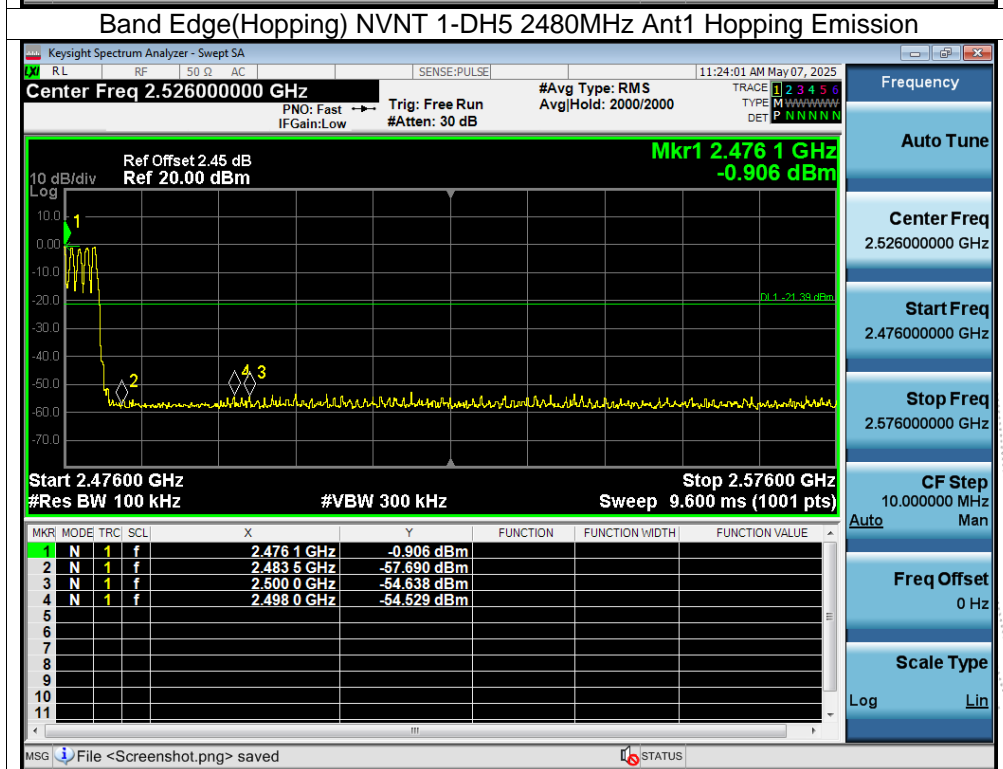 Band Edge(Hopping) NVNT 1-DH5 2480MHz Ant1 Hopping Emission
Keysight Spectrum Analyzer - Swept SA
LXI RL RF 50 Ω AC SENSE:PULSE 11:24:01 AM May 07, 2025
Center Freq 2.526000000 GHz
PNO: Fast
IFGain:Low
Trig: Free Run
#Atten: 30 dB
#Avg Type: RMS
Avg|Hold: 2000/2000
TRACE 1 2 3 4 5 6
TYPE M WWWWW
DET P N N N N N
Ref Offset 2.45 dB
Ref 20.00 dBm
10 dB/div
Log
Mkr1 2.476 1 GHz
-0.906 dBm
10.0
0.00
-10.0
-20.0
-30.0
-40.0
-50.0
-60.0
-70.0
1
2
4 3
DL1 -21.39 dBm
Start 2.47600 GHz Stop 2.57600 GHz
#Res BW 100 kHz #VBW 300 kHz Sweep 9.600 ms (1001 pts)
MKR MODE TRC SCL X Y FUNCTION FUNCTION WIDTH FUNCTION VALUE
1 N 1 f 2.476 1 GHz -0.906 dBm
2 N 1 f 2.483 5 GHz -57.690 dBm
3 N 1 f 2.500 0 GHz -54.638 dBm
4 N 1 f 2.498 0 GHz -54.529 dBm
5
6
7
8
9
10
11
MSG File <Screenshot.png> saved STATUS
Frequency
Auto Tune
Center Freq
2.526000000 GHz
Start Freq
2.476000000 GHz
Stop Freq
2.576000000 GHz
CF Step
10.000000 MHz
Auto Man
Freq Offset
0 Hz
Scale Type
Log Lin